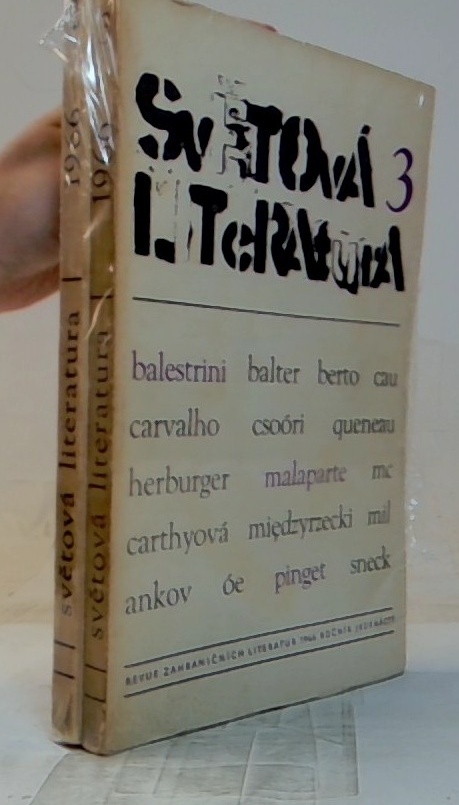 SVĚTOVÁ 3
LITERATURA
balestrini balter berto cau
carvalho csoóri queneau
herburger malaparte mc
carthyová międzyrzecki mil
ankov óe pinget sneck
REVUE ZAHRANIČNÍCH LITERATUR 1966 ROČNÍK JEDENÁCTÝ
světová literatura 1966
světová literatura 1966